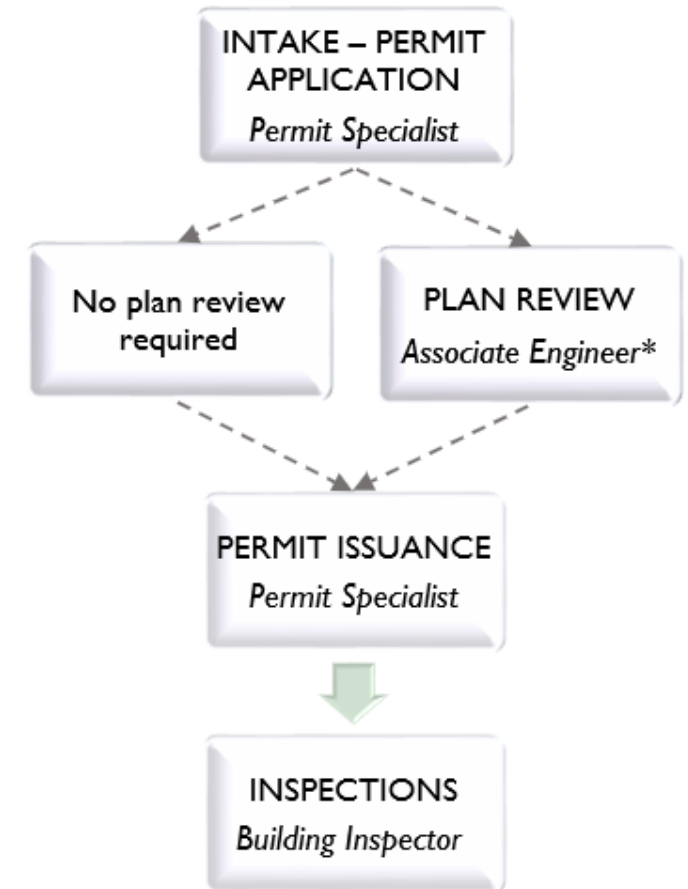 INTAKE – PERMIT
APPLICATION
Permit Specialist
No plan review
required
PLAN REVIEW
Associate Engineer*
PERMIT ISSUANCE
Permit Specialist
INSPECTIONS
Building Inspector